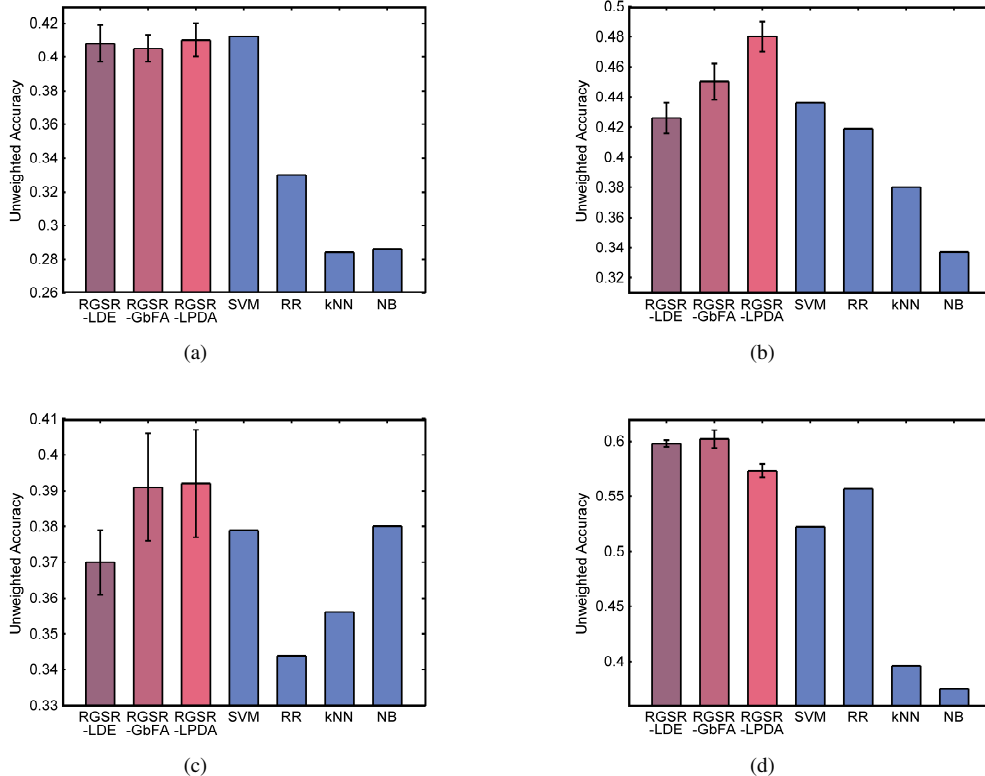 0.42
0.4
0.38
0.36
0.34
0.32
0.3
0.28
0.26
Unweighted Accuracy
RGSR RGSR RGSR SVM RR kNN NB
-LDE -GbFA -LPDA
(a)
0.5
0.48
0.46
0.44
0.42
0.4
0.38
0.36
0.34
0.32
Unweighted Accuracy
RGSR RGSR RGSR SVM RR kNN NB
-LDE -GbFA -LPDA
(b)
0.41
0.4
0.39
0.38
0.37
0.36
0.35
0.34
0.33
Unweighted Accuracy
RGSR RGSR RGSR SVM RR kNN NB
-LDE -GbFA -LPDA
(c)
0.6
0.55
0.5
0.45
0.4
Unweighted Accuracy
RGSR RGSR RGSR SVM RR kNN NB
-LDE -GbFA -LPDA
(d)